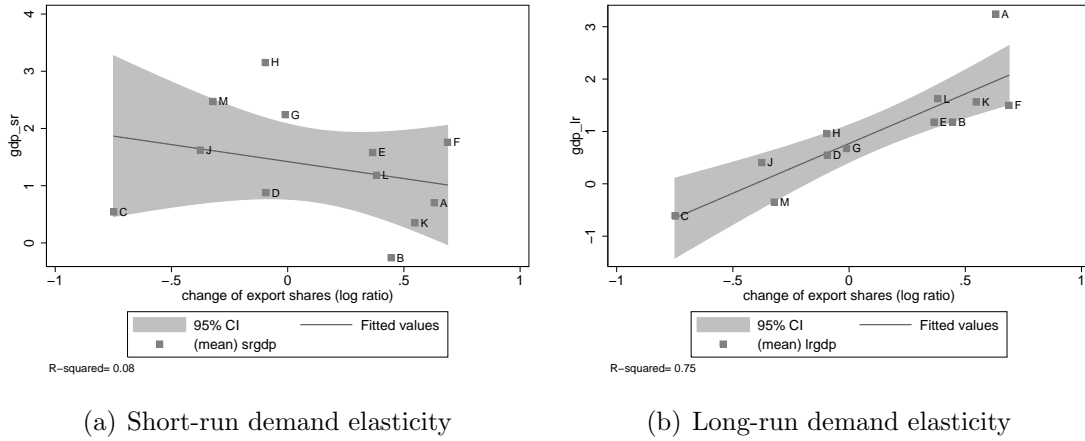 4
3
2
1
0
gdp_sr
H
M
G
J
E
F
L
D
A
C
K
B
−1
−.5
0
.5
1
change of export shares (log ratio)
95% CI
Fitted values
(mean) srgdp
R−squared= 0.08
(a) Short-run demand elasticity
3
2
1
0
−1
gdp_lr
A
L
K
F
E
B
H
G
D
J
M
C
−1
−.5
0
.5
1
change of export shares (log ratio)
95% CI
Fitted values
(mean) lrgdp
R−squared= 0.75
(b) Long-run demand elasticity